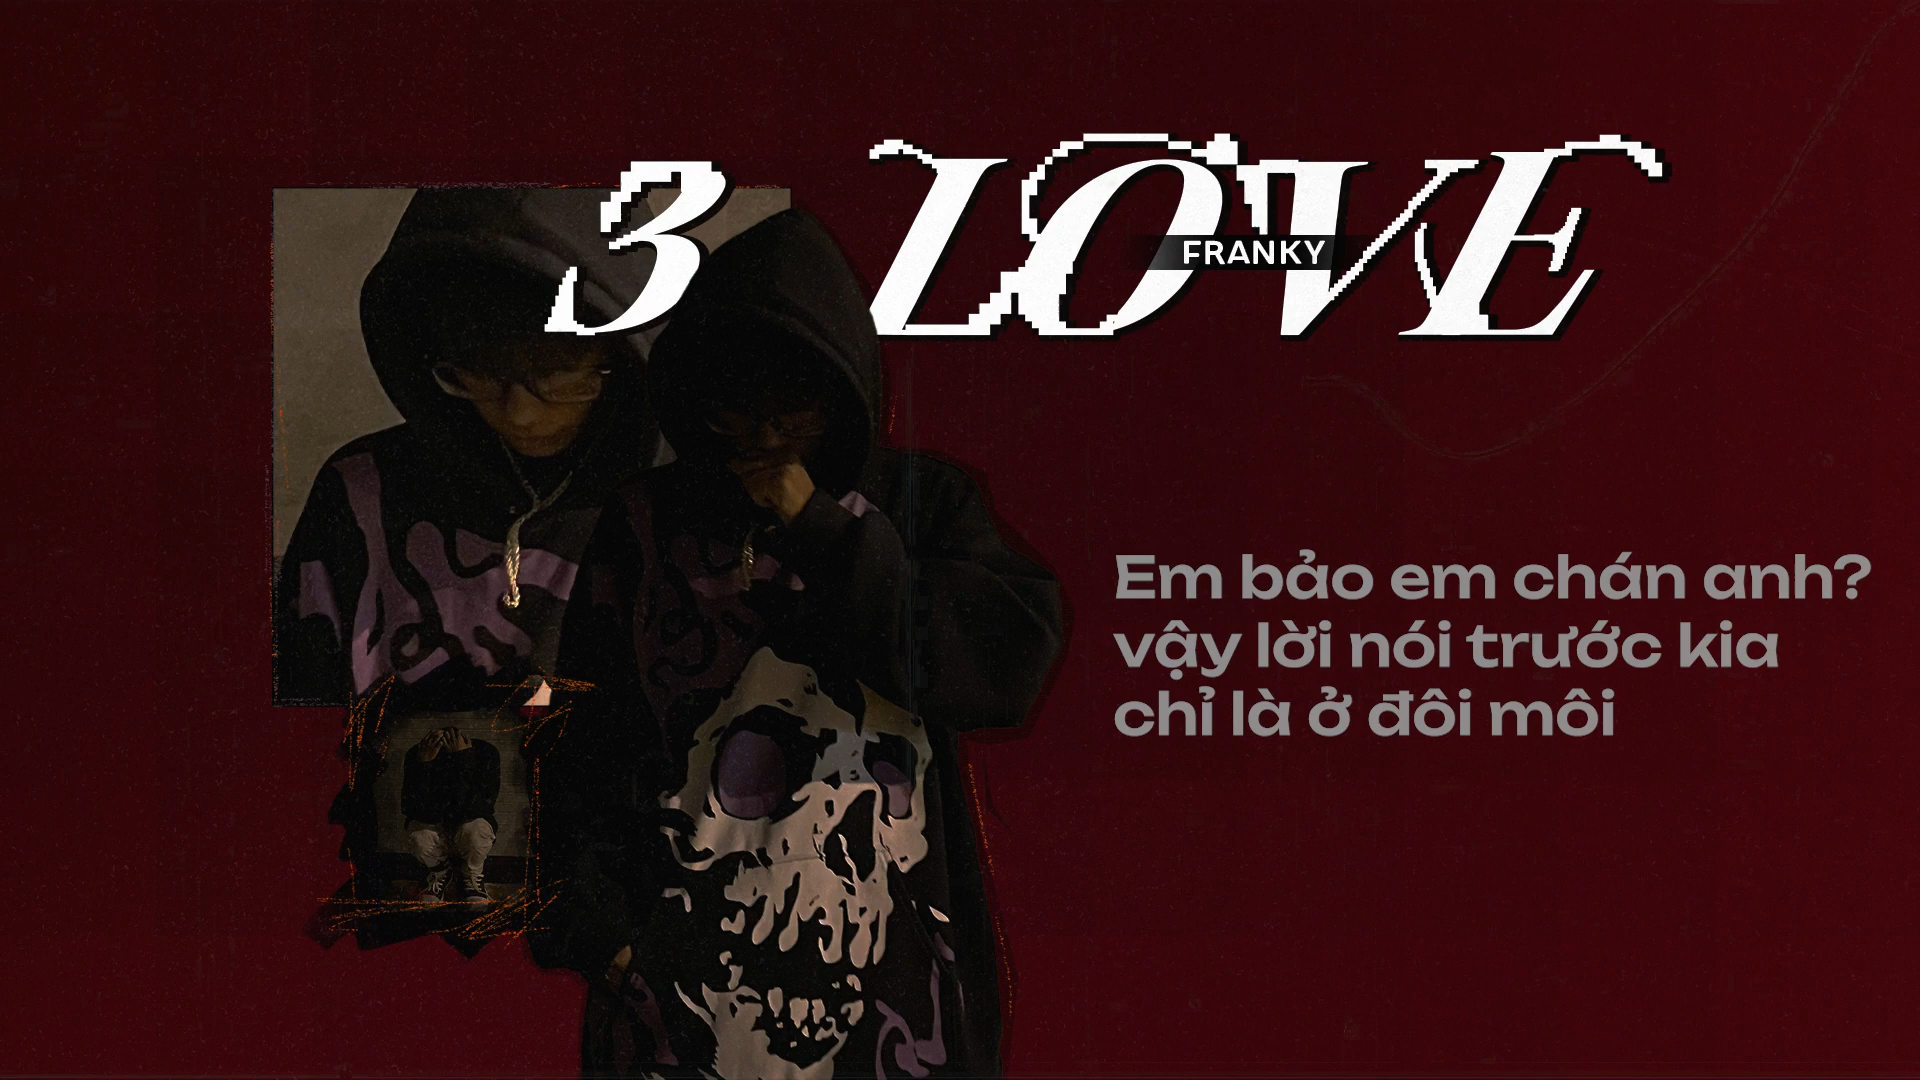 3 LOVE
FRANKY
Em bảo em chán anh?
vậy lời nói trước kia
chỉ là ở đôi môi